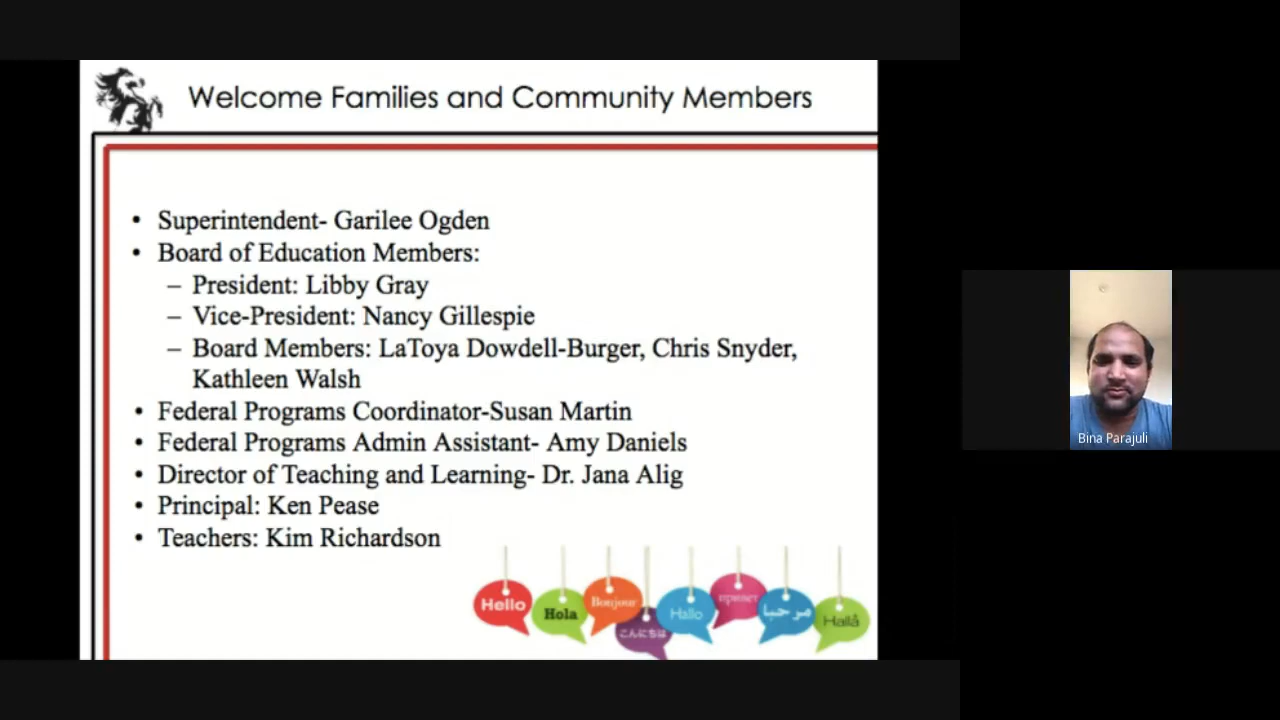 Welcome Families and Community Members
• Superintendent- Garilee Ogden
• Board of Education Members:
– President: Libby Gray
– Vice-President: Nancy Gillespie
– Board Members: LaToya Dowdell-Burger, Chris Snyder,
Kathleen Walsh
• Federal Programs Coordinator-Susan Martin
• Federal Programs Admin Assistant- Amy Daniels
• Director of Teaching and Learning- Dr. Jana Alig
• Principal: Ken Pease
• Teachers: Kim Richardson
Hello
Hola
Bonjour
こんにちは
Hallo
привет
مرحبا
Hallå
Bina Parajuli